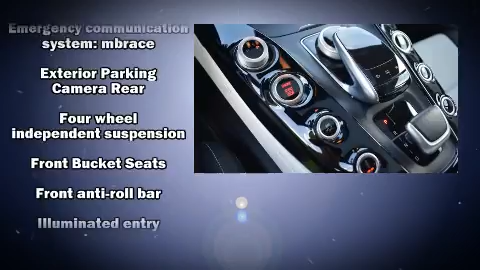 Emergency communication
system: mbrace
Exterior Parking
Camera Rear
Four wheel
independent suspension
Front Bucket Seats
Front anti-roll bar
Illuminated entry